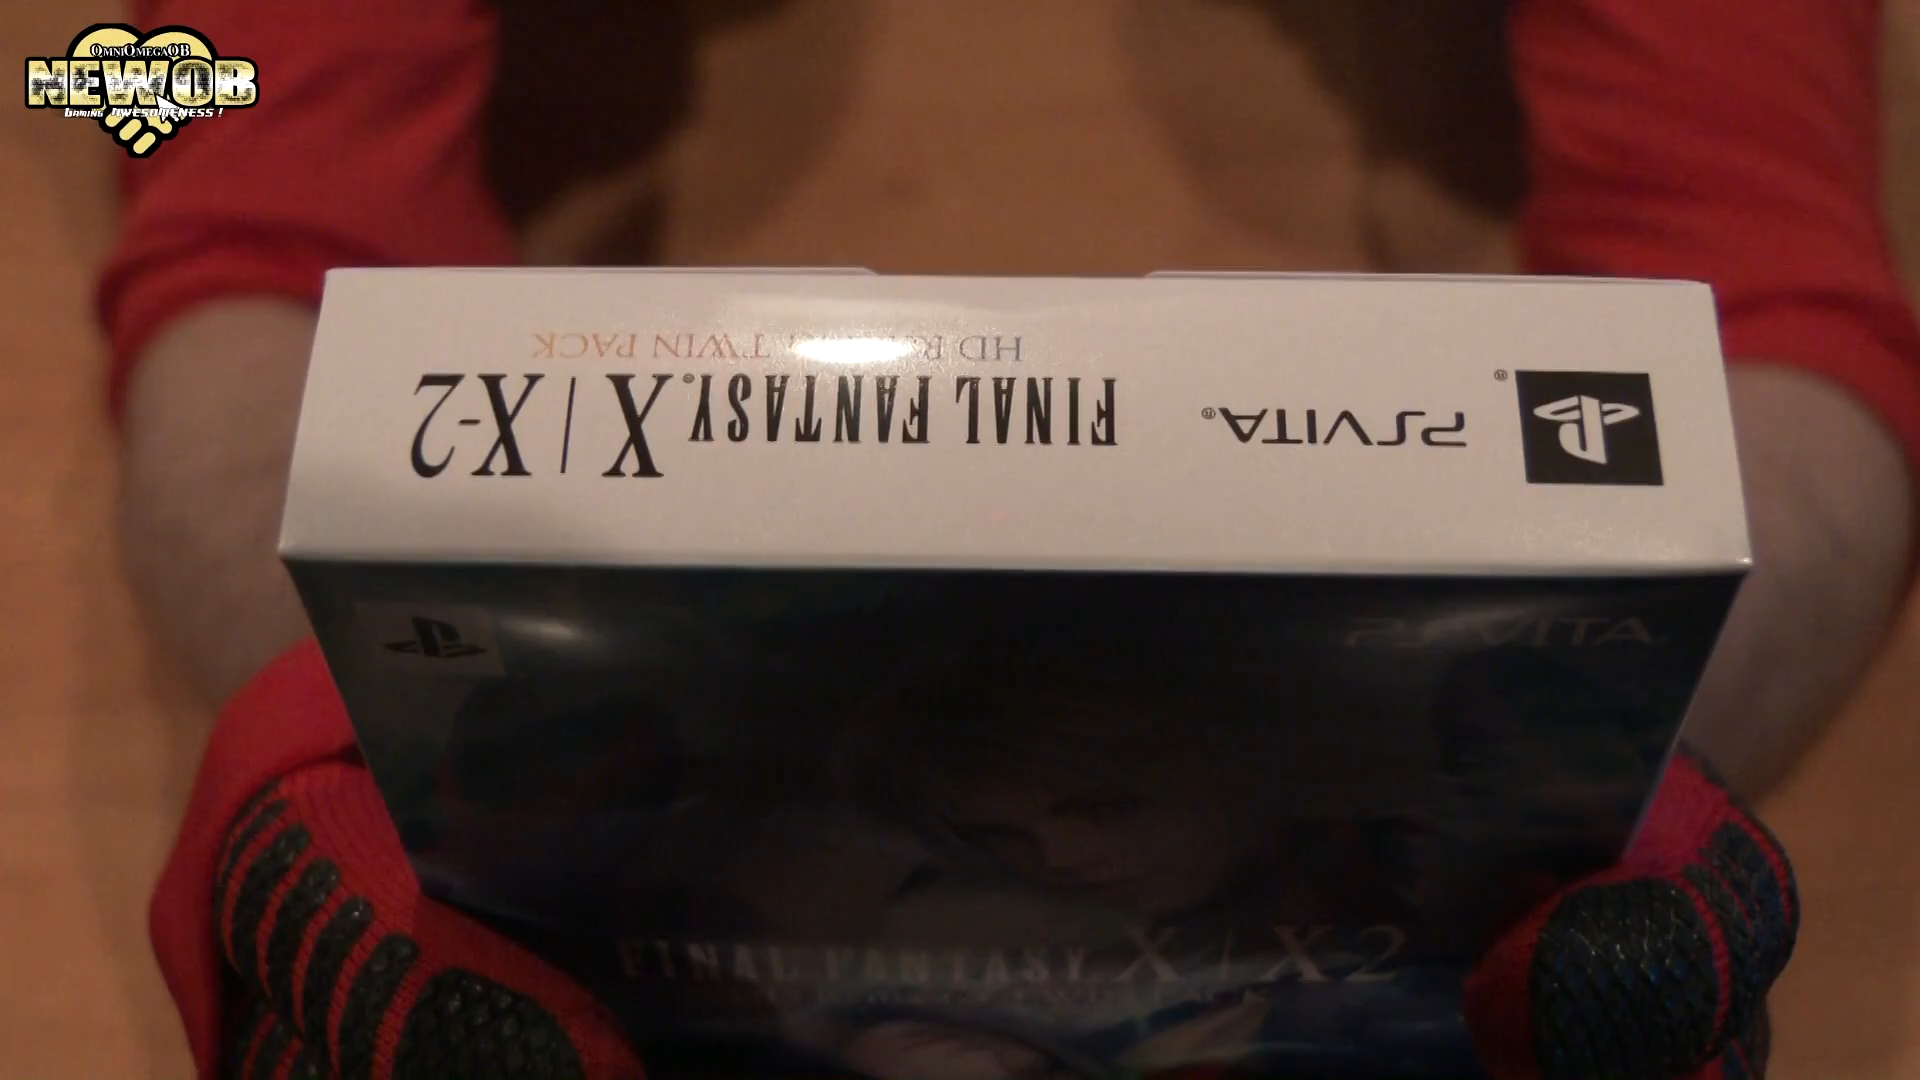 OMNIOMEGAOB
NEWOB
GAMING AWESOMENESS!
PSVITA®
FINAL FANTASY® X | X-2
HD TWIN PACK
PSVITA
FINAL FANTASY X | X-2